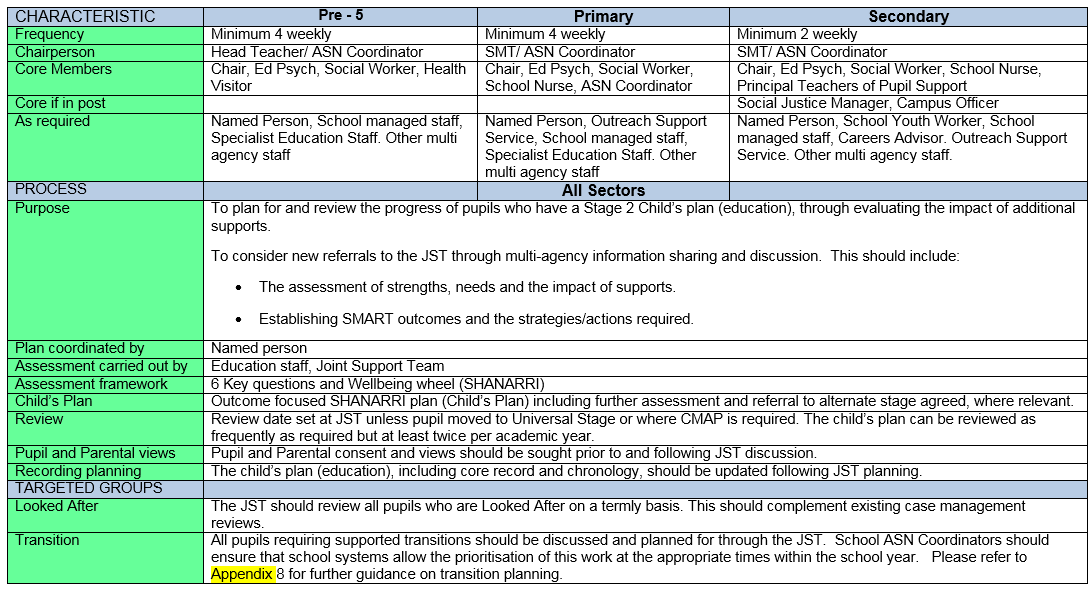 CHARACTERISTIC Pre - 5 Primary Secondary
Frequency Minimum 4 weekly Minimum 4 weekly Minimum 2 weekly
Chairperson Head Teacher/ ASN Coordinator SMT/ ASN Coordinator SMT/ ASN Coordinator
Core Members Chair, Ed Psych, Social Worker, Health Chair, Ed Psych, Social Worker, Chair, Ed Psych, Social Worker, School Nurse,
Visitor School Nurse, ASN Coordinator Principal Teachers of Pupil Support
Core if in post Social Justice Manager, Campus Officer
As required Named Person, School managed staff, Named Person, Outreach Support Named Person, School Youth Worker, School
Specialist Education Staff. Other multi Service, School managed staff, managed staff, Careers Advisor. Outreach Support
agency staff Specialist Education Staff. Other Service. Other multi agency staff.
multi agency staff
PROCESS All Sectors
Purpose To plan for and review the progress of pupils who have a Stage 2 Child’s plan (education), through evaluating the impact of additional
supports.
To consider new referrals to the JST through multi-agency information sharing and discussion. This should include:
• The assessment of strengths, needs and the impact of supports.
• Establishing SMART outcomes and the strategies/actions required.
Plan coordinated by Named person
Assessment carried out by Education staff, Joint Support Team
Assessment framework 6 Key questions and Wellbeing wheel (SHANARRI)
Child’s Plan Outcome focused SHANARRI plan (Child’s Plan) including further assessment and referral to alternate stage agreed, where relevant.
Review Review date set at JST unless pupil moved to Universal Stage or where CMAP is required. The child’s plan can be reviewed as
frequently as required but at least twice per academic year.
Pupil and Parental views Pupil and Parental consent and views should be sought prior to and following JST discussion.
Recording planning The child’s plan (education), including core record and chronology, should be updated following JST planning.
TARGETED GROUPS
Looked After The JST should review all pupils who are Looked After on a termly basis. This should complement existing case management
reviews.
Transition All pupils requiring supported transitions should be discussed and planned for through the JST. School ASN Coordinators should
ensure that school systems allow the prioritisation of this work at the appropriate times within the school year. Please refer to
Appendix 8 for further guidance on transition planning.